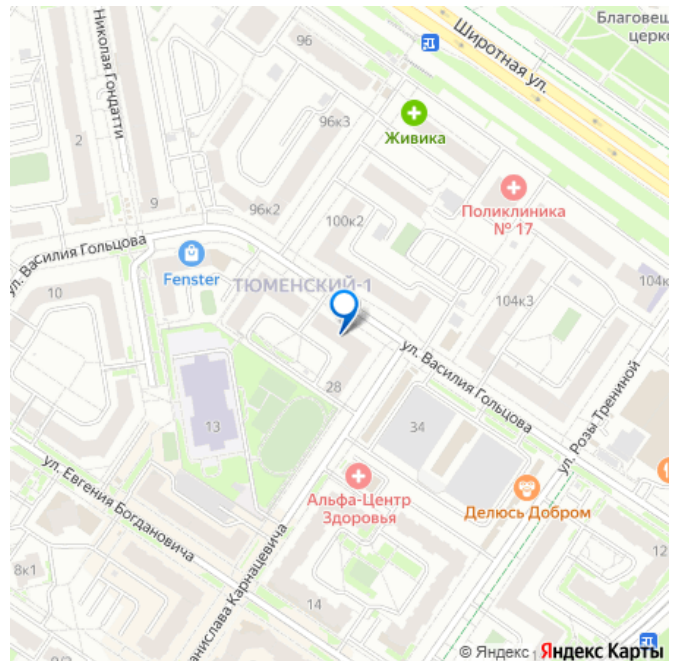 Благовещ
церк
Широтная ул.
Николая Гондатти
96
96к3
Живика
2
Поликлиника
№ 17
9
96к2
100к2
ул. Василия Гольцова
Fenster
ТЮМЕНСКИЙ-1
104к
104к3
10
ул. Василия Гольцова
ул. Розы Трениной
28
13
34
ул. Евгения Богдановича
Альфа-Центр
Здоровья
Делюсь Добром
танислава Карнацевича
12
8к1
14
© Яндекс
Яндекс Карты